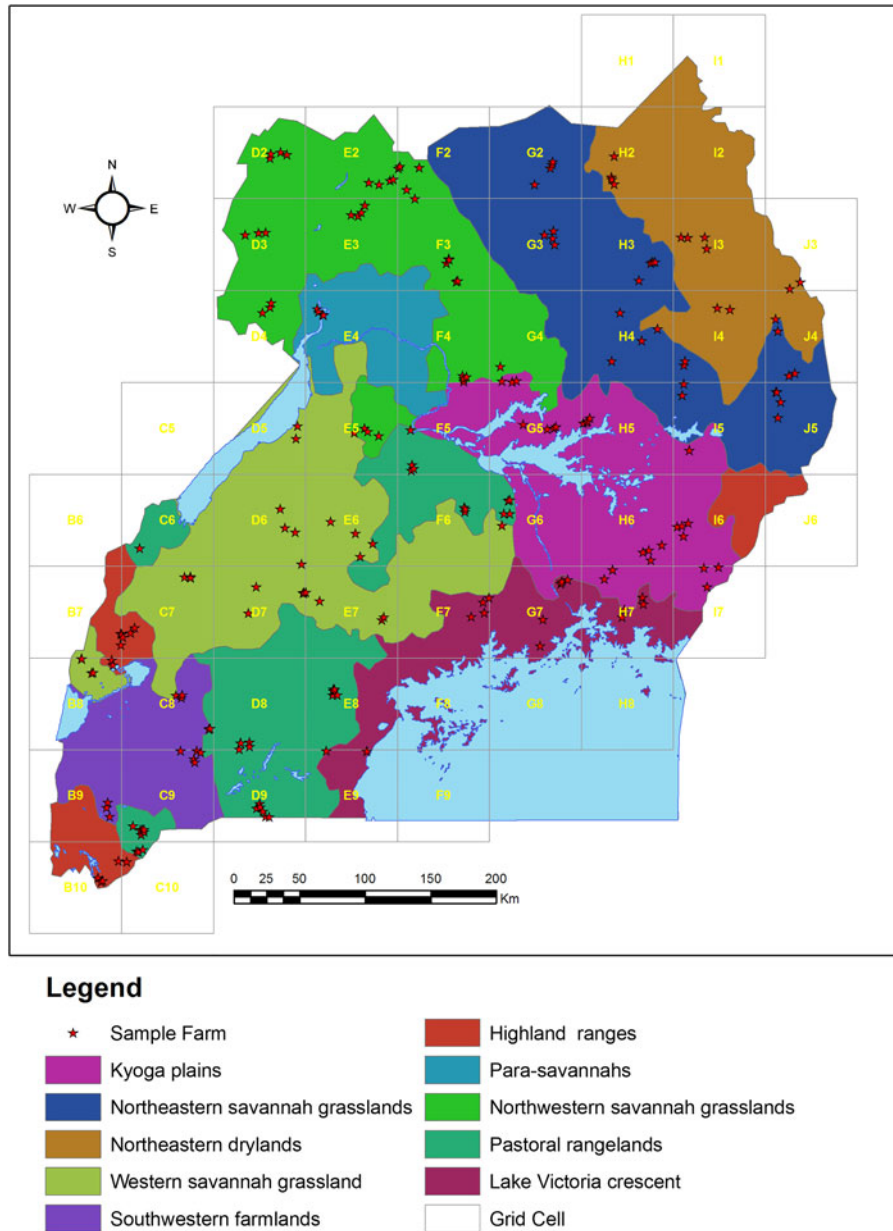 H1 I1
N
W E
S
D2 E2 F2 G2 H2 I2
D3 E3 F3 G3 H3 I3 J3
D4 E4 F4 G4 H4 I4 J4
C5 D5 E5 F5 G5 H5 I5 J5
B6 C6 D6 E6 F6 G6 H6 I6 J6
B7 C7 D7 E7 F7 G7 H7 I7
B8 C8 D8 E8 F8 G8 H8
B9 C9 D9 E9 F9
B10 C10
0 25 50 100 150 200
Km
Legend
Sample Farm
Highland ranges
Kyoga plains
Para-savannahs
Northeastern savannah grasslands
Northwestern savannah grasslands
Northeastern drylands
Pastoral rangelands
Western savannah grassland
Lake Victoria crescent
Southwestern farmlands
Grid Cell